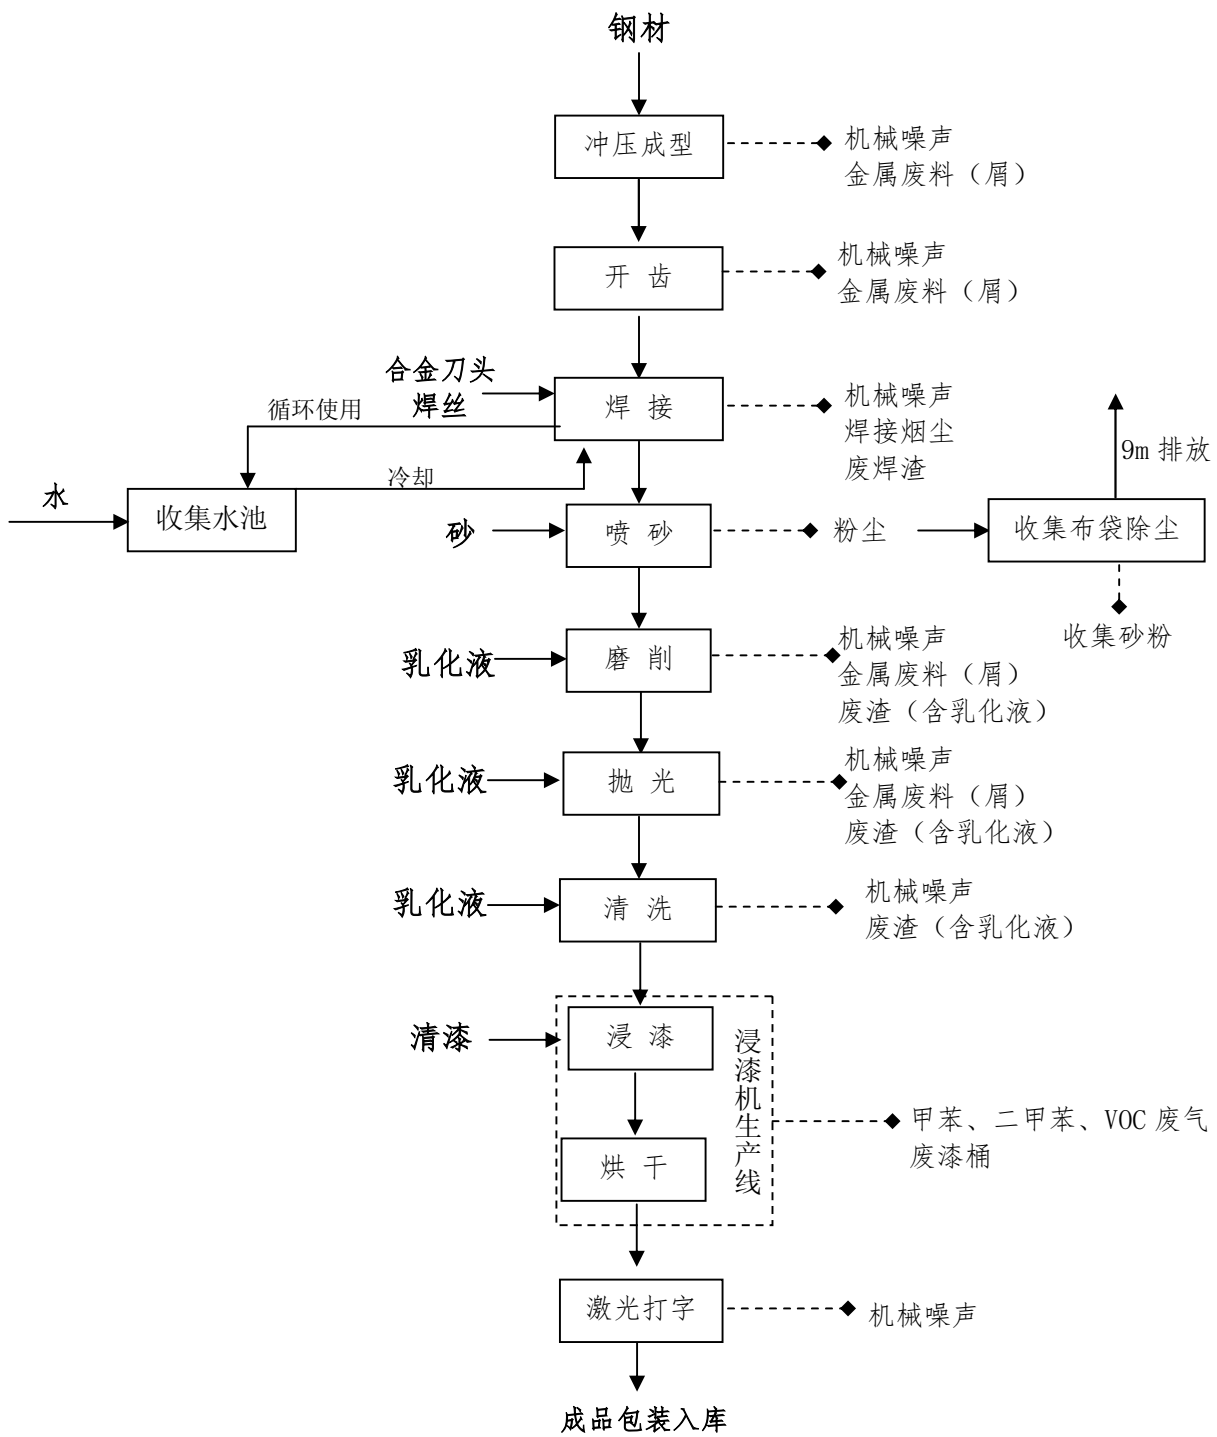 钢材
冲压成型
机械噪声
金属废料（屑）
开 齿
机械噪声
金属废料（屑）
合金刀头
焊丝
循环使用
焊 接
机械噪声
焊接烟尘
废焊渣
9m 排放
水
收集水池
冷却
砂
喷 砂
粉尘
收集布袋除尘
收集砂粉
乳化液
磨 削
机械噪声
金属废料（屑）
废渣（含乳化液）
乳化液
抛 光
机械噪声
金属废料（屑）
废渣（含乳化液）
乳化液
清 洗
机械噪声
废渣（含乳化液）
清漆
浸 漆
浸漆机生产线
烘 干
甲苯、二甲苯、VOC 废气
废漆桶
激光打字
机械噪声
成品包装入库